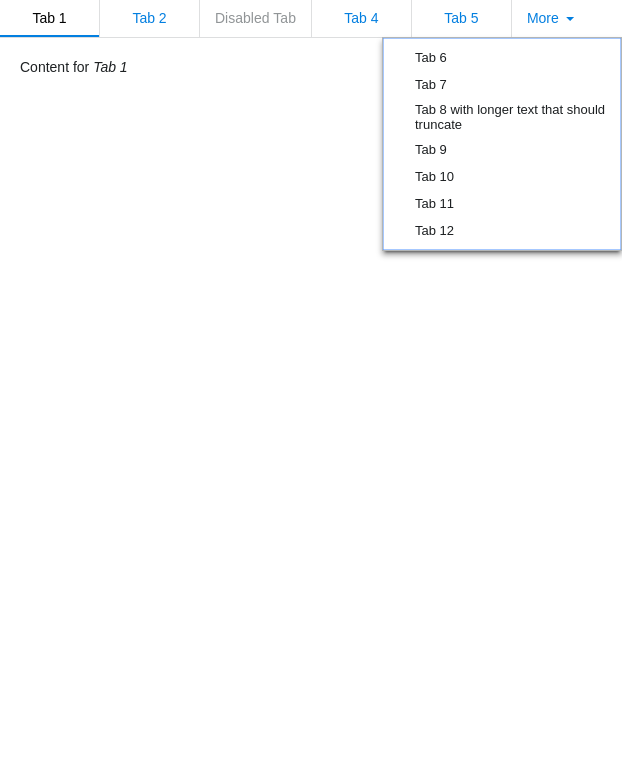 Tab 1 Tab 2 Disabled Tab Tab 4 Tab 5 More
Content for Tab 1
Tab 6
Tab 7
Tab 8 with longer text that should
truncate
Tab 9
Tab 10
Tab 11
Tab 12